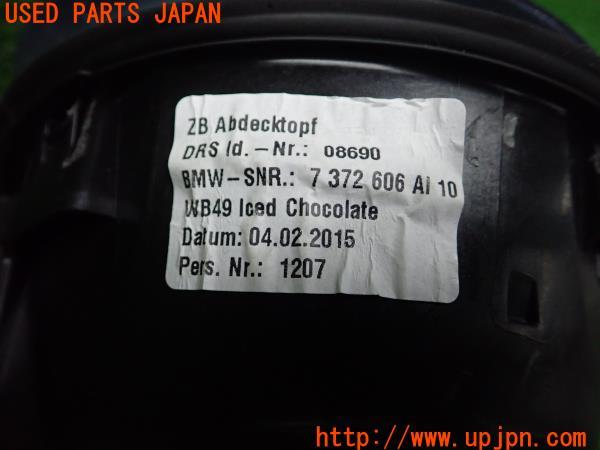 USED PARTS JAPAN
ZB Abdecktopf
DRS Id.-Nr.: 08690
BMW-SNR.: 7 372 606 AI 10
WB49 Iced Chocolate
Datum: 04.02.2015
Pers. Nr.: 1207
UPJ
www.upjpn.com